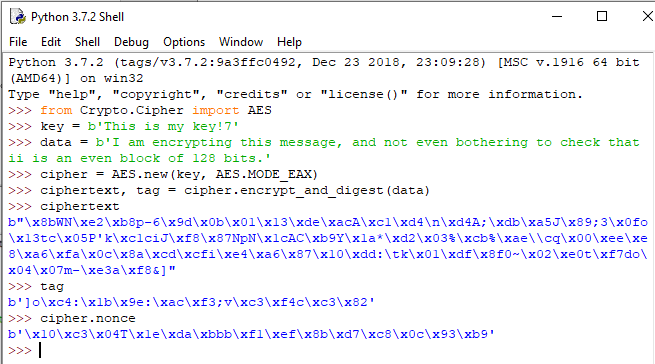 Python 3.7.2 Shell
File Edit Shell Debug Options Window Help
Python 3.7.2 (tags/v3.7.2:9a3ffc0492, Dec 23 2018, 23:09:28) [MSC v.1916 64 bit
(AMD64)] on win32
Type "help", "copyright", "credits" or "license()" for more information.
>>> from Crypto.Cipher import AES
>>> key = b'This is my key!7'
>>> data = b'I am encrypting this message, and not even bothering to check that
ii is an even block of 128 bits.'
>>> cipher = AES.new(key, AES.MODE_EAX)
>>> ciphertext, tag = cipher.encrypt_and_digest(data)
>>> ciphertext
b"\x8bWN\xe2\xb8p-6\x9d\x0b\x01\x13\xde\xacA\xc1\xd4\n\xd4A;\xdb\xa5J\x89;3\x0fo
\x13tc\x05P'k\xc1ciJ\xf8\x87NpN\x1cAC\xb9Y\x1a*\xd2\x03%\xcb%\xae\\cq\x00\xee\xe
8\xa6\xfa\x0c\x8a\xcd\xcfi\xe4\xa6\x87\x10\xdd:\tk\x01\xdf\x8f0~\x02\xe0t\xf7do\
\x04\x07m-\xe3a\xf8&]"
>>> tag
b']o\xc4:\x1b\x9e:\xac\xf3;v\xc3\xf4c\xc3\x82'
>>> cipher.nonce
b'\x10\xc3\x04T\x1e\xda\xbbb\xf1\xef\x8b\xd7\xc8\x0c\x93\xb9'
>>>